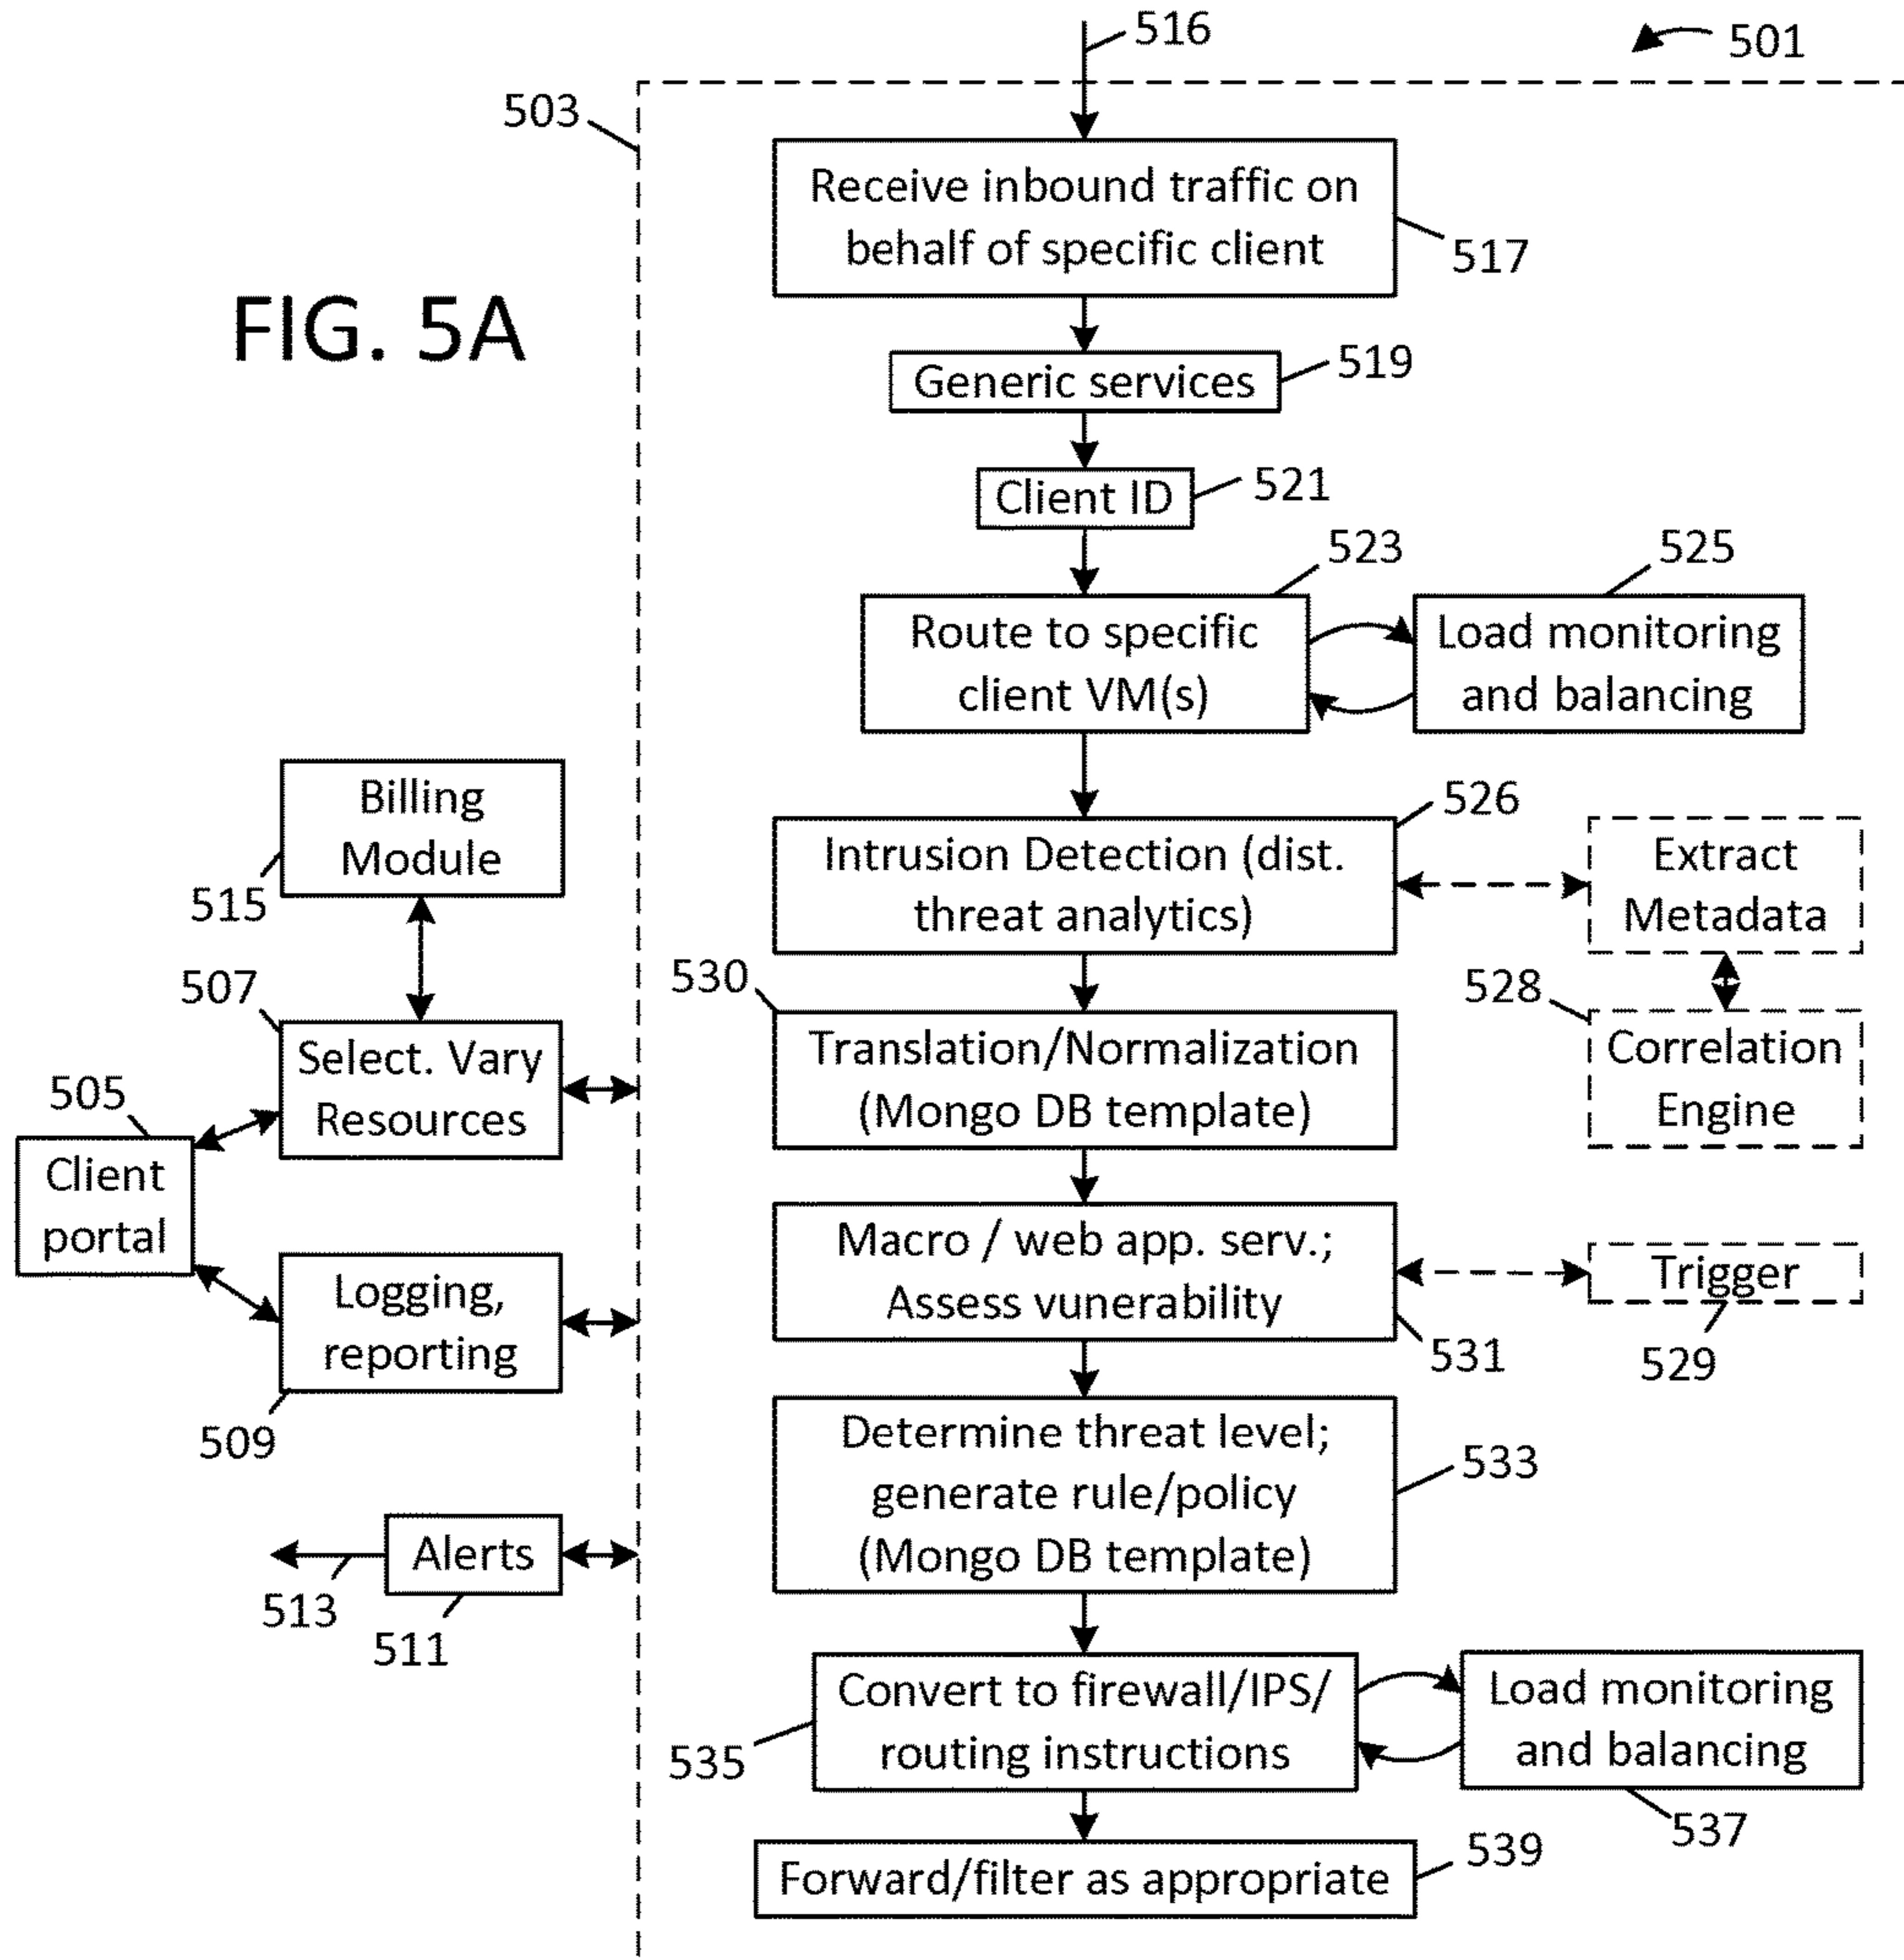 516
501
503
Receive inbound traffic on
behalf of specific client
517
FIG. 5A
Generic services
519
Client ID
521
523
525
Route to specific
client VM(s)
Load monitoring
and balancing
Billing
Module
515
526
Intrusion Detection (dist.
threat analytics)
Extract
Metadata
507
530
528
Select. Vary
Resources
Translation/Normalization
(Mongo DB template)
Correlation
Engine
505
Client
portal
Macro / web app. serv.;
Assess vunerability
531
Trigger
529
Logging,
reporting
509
Determine threat level;
generate rule/policy
(Mongo DB template)
533
Alerts
513
511
Convert to firewall/IPS/
routing instructions
535
Load monitoring
and balancing
537
Forward/filter as appropriate
539